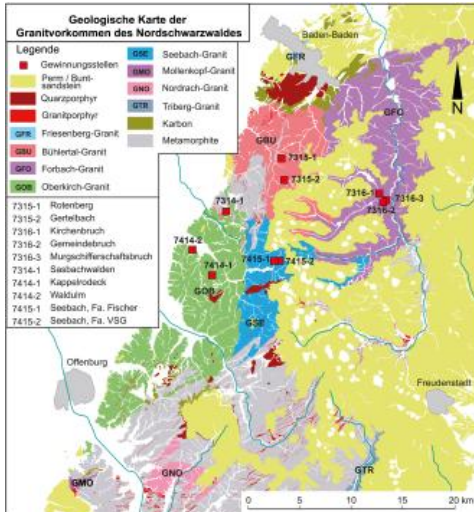 Geologische Karte der
Granitvorkommen des Nordschwarzwaldes
Legende
Gewinnungsstellen
Perm / Bunt-
sandstein
Quarzporphyr
Granitporphyr
GFR Friesenberg-Granit
GBU Bühlertal-Granit
GFO Forbach-Granit
GOB Oberkirch-Granit
GSE Seebach-Granit
GMO Mollenkopf-Granit
GNO Nordrach-Granit
GTR Triberg-Granit
Karbon
Metamorphite
7315-1 Rotenberg
7315-2 Gertelbach
7316-1 Kirchenbruch
7316-2 Gemeindebruch
7316-3 Murgschifferschaftsbruch
7314-1 Sasbachwalden
7414-1 Kappelrodeck
7414-2 Waldulm
7415-1 Seebach, Fa. Fischer
7415-2 Seebach, Fa. VSG
Baden-Baden
GFR
GFO
N
GBU
7315-1
7315-2
7316-1
7316-3
7316-2
7314-1
7414-2
7415-1
7415-2
7414-1
GOB
GSE
Offenburg
Freudenstadt
GNO
GTR
GMO
0 5 10 15 20 km